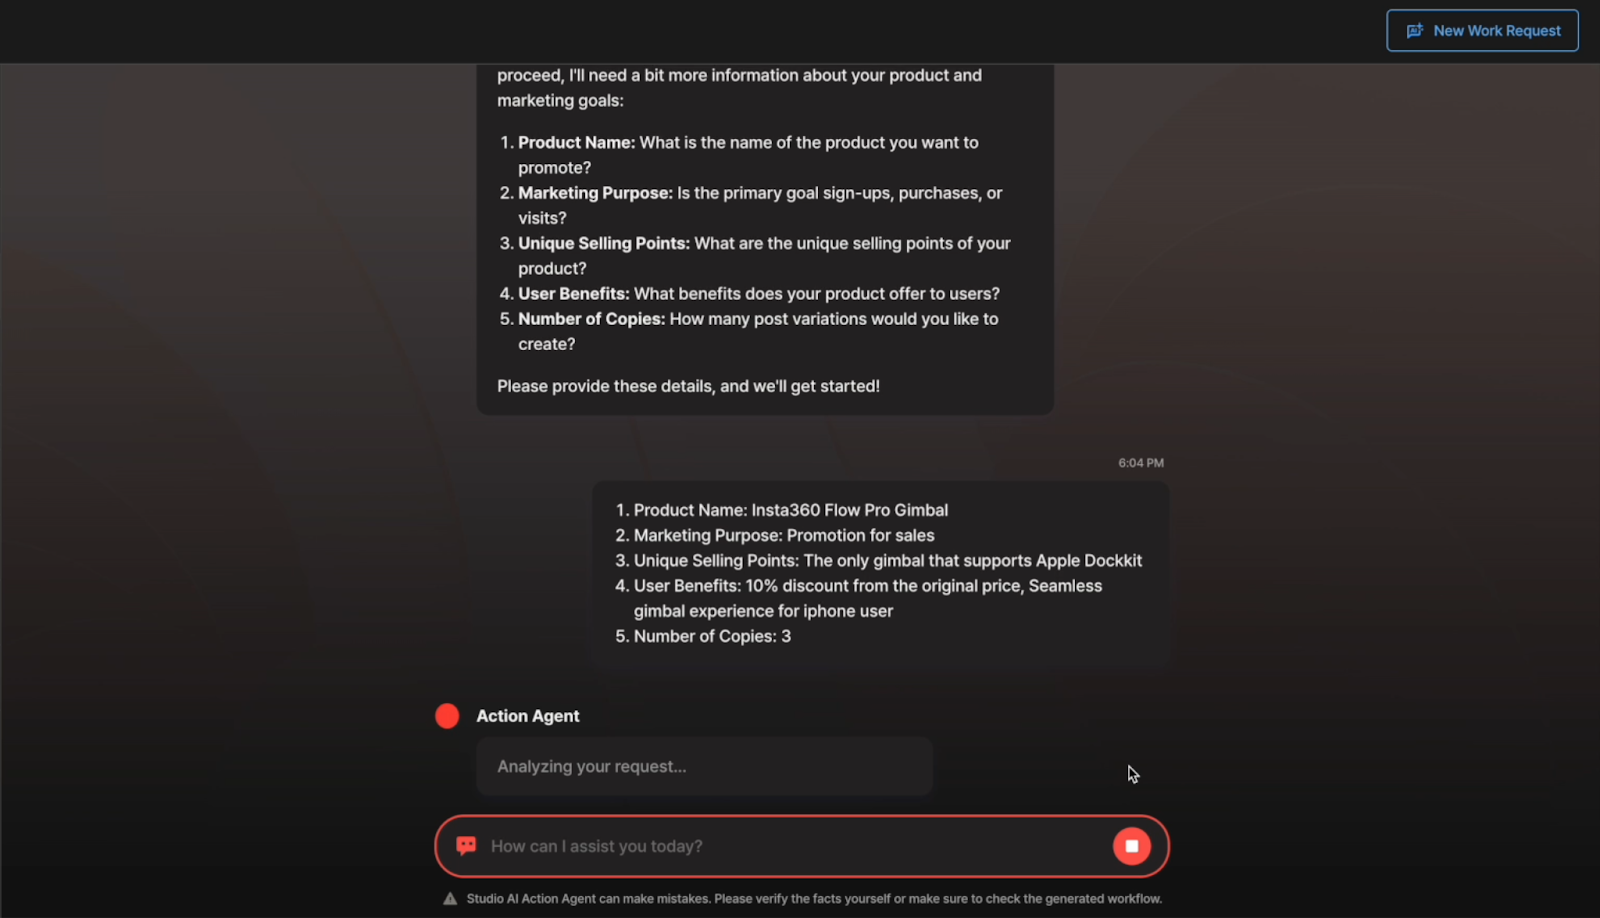 New Work Request
proceed, I'll need a bit more information about your product and
marketing goals:
1. Product Name: What is the name of the product you want to
promote?
2. Marketing Purpose: Is the primary goal sign-ups, purchases, or
visits?
3. Unique Selling Points: What are the unique selling points of your
product?
4. User Benefits: What benefits does your product offer to users?
5. Number of Copies: How many post variations would you like to
create?
Please provide these details, and we'll get started!
6:04 PM
1. Product Name: Insta360 Flow Pro Gimbal
2. Marketing Purpose: Promotion for sales
3. Unique Selling Points: The only gimbal that supports Apple Dockkit
4. User Benefits: 10% discount from the original price, Seamless
gimbal experience for iphone user
5. Number of Copies: 3
Action Agent
Analyzing your request...
How can I assist you today?
Studio AI Action Agent can make mistakes. Please verify the facts yourself or make sure to check the generated workflow.